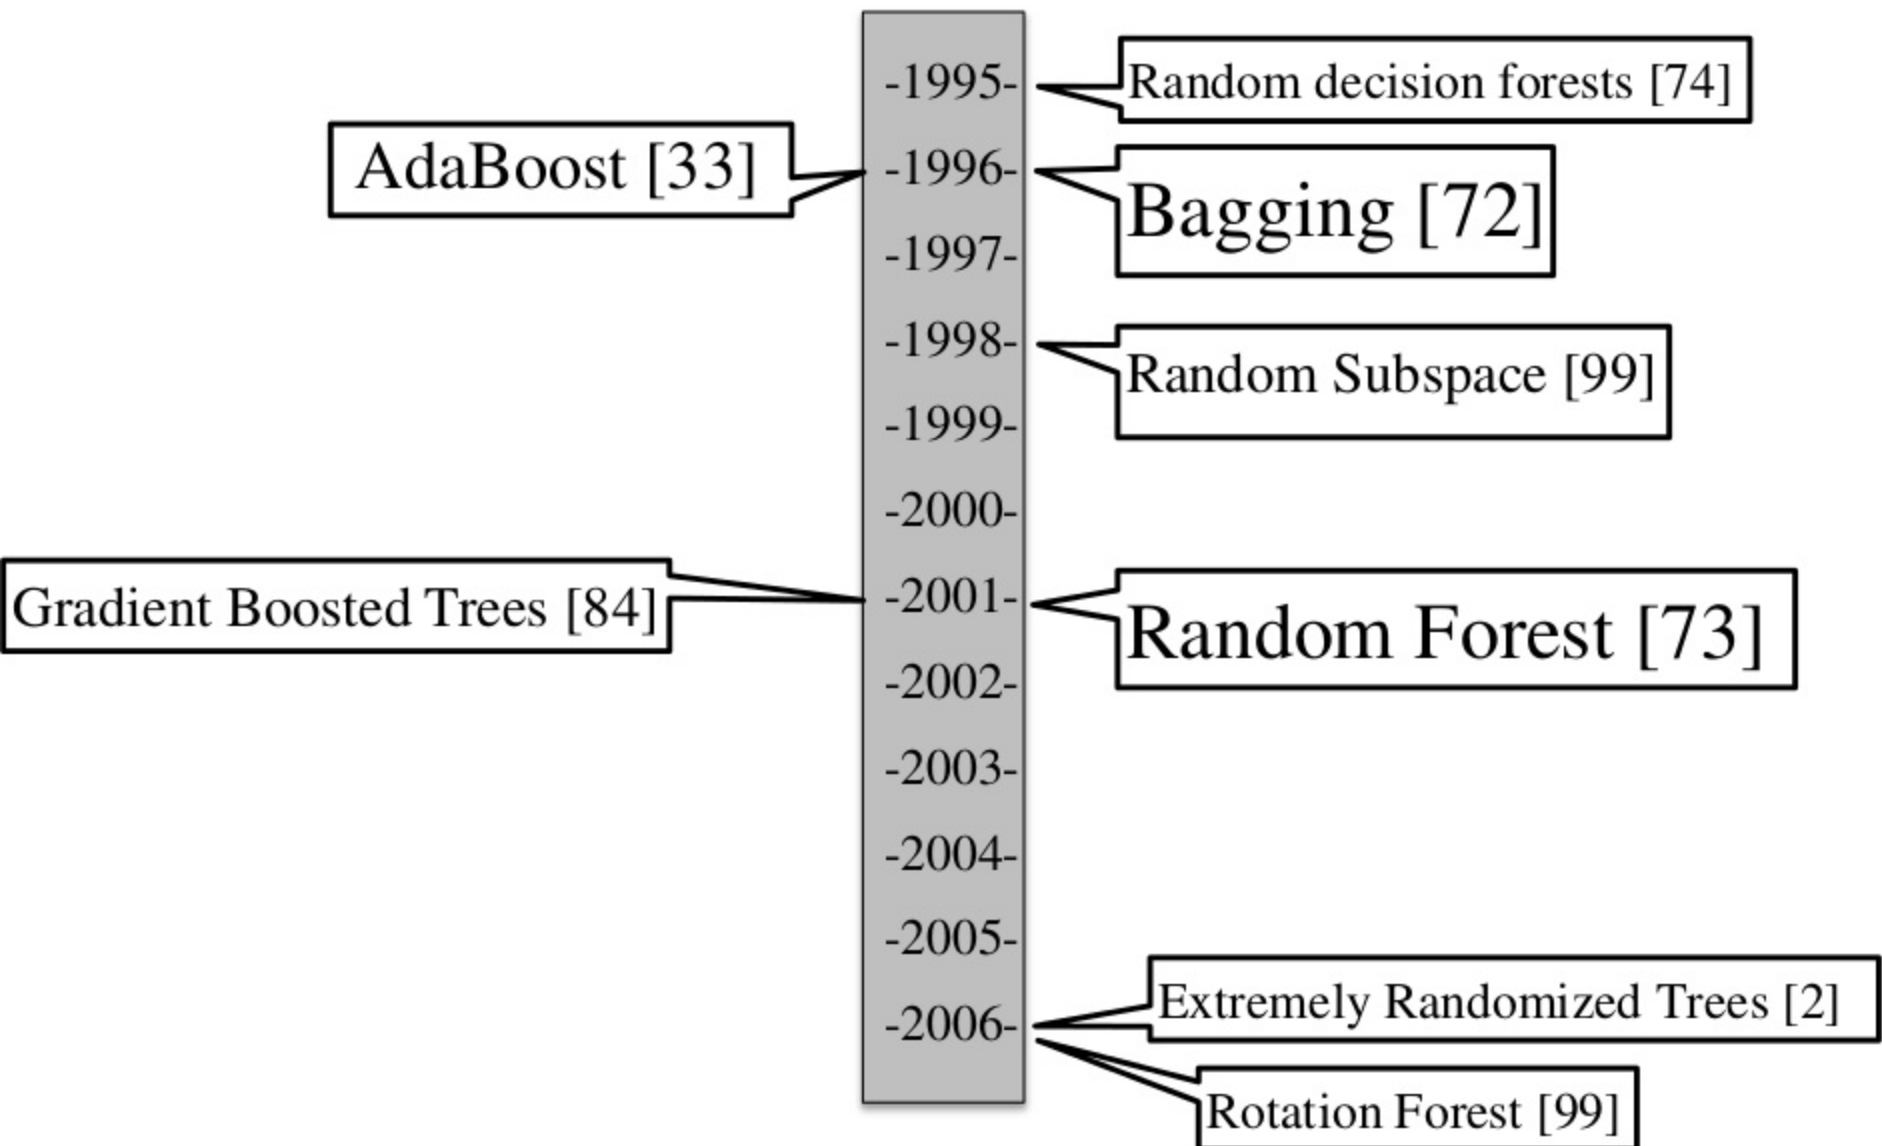 -1995-
Random decision forests [74]
AdaBoost [33]
-1996-
Bagging [72]
-1997-
-1998-
Random Subspace [99]
-1999-
-2000-
Gradient Boosted Trees [84]
-2001-
Random Forest [73]
-2002-
-2003-
-2004-
-2005-
Extremely Randomized Trees [2]
-2006-
Rotation Forest [99]